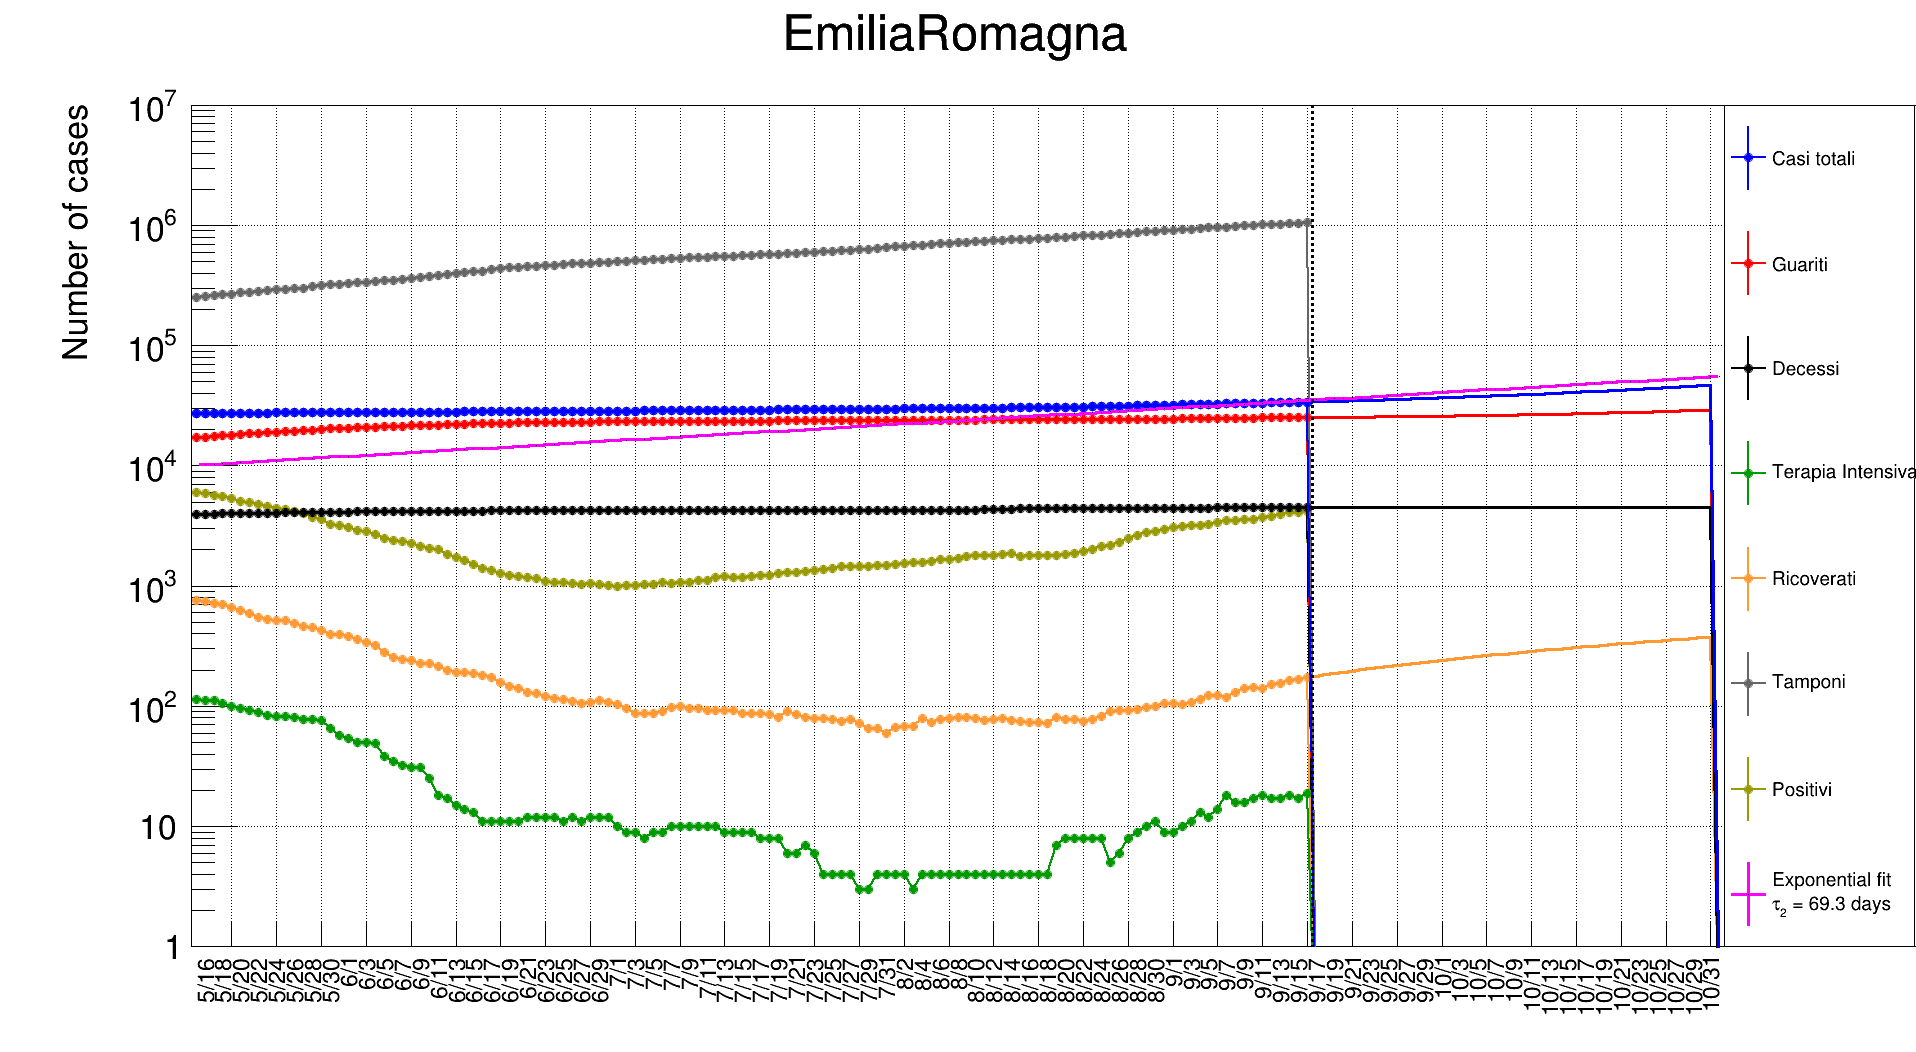 EmiliaRomagna
Number of cases
10^7
10^6
10^5
10^4
10^3
10^2
10
1
5/16 5/18 5/20 5/22 5/24 5/26 5/28 5/30 6/1 6/3 6/5 6/7 6/9 6/11 6/13 6/15 6/17 6/19 6/21 6/23 6/25 6/27 6/29 7/1 7/3 7/5 7/7 7/9 7/11 7/13 7/15 7/17 7/19 7/21 7/23 7/25 7/27 7/29 7/31 8/2 8/4 8/6 8/8 8/10 8/12 8/14 8/16 8/18 8/20 8/22 8/24 8/26 8/28 8/30 9/1 9/3 9/5 9/7 9/9 9/11 9/13 9/15 9/17 9/19 9/21 9/23 9/25 9/27 9/29 10/1 10/3 10/5 10/7 10/9 10/11 10/13 10/15 10/17 10/19 10/21 10/23 10/25 10/27 10/29 10/31
Casi totali
Guariti
Decessi
Terapia Intensiva
Ricoverati
Tamponi
Positivi
Exponential fit
τ₂ = 69.3 days